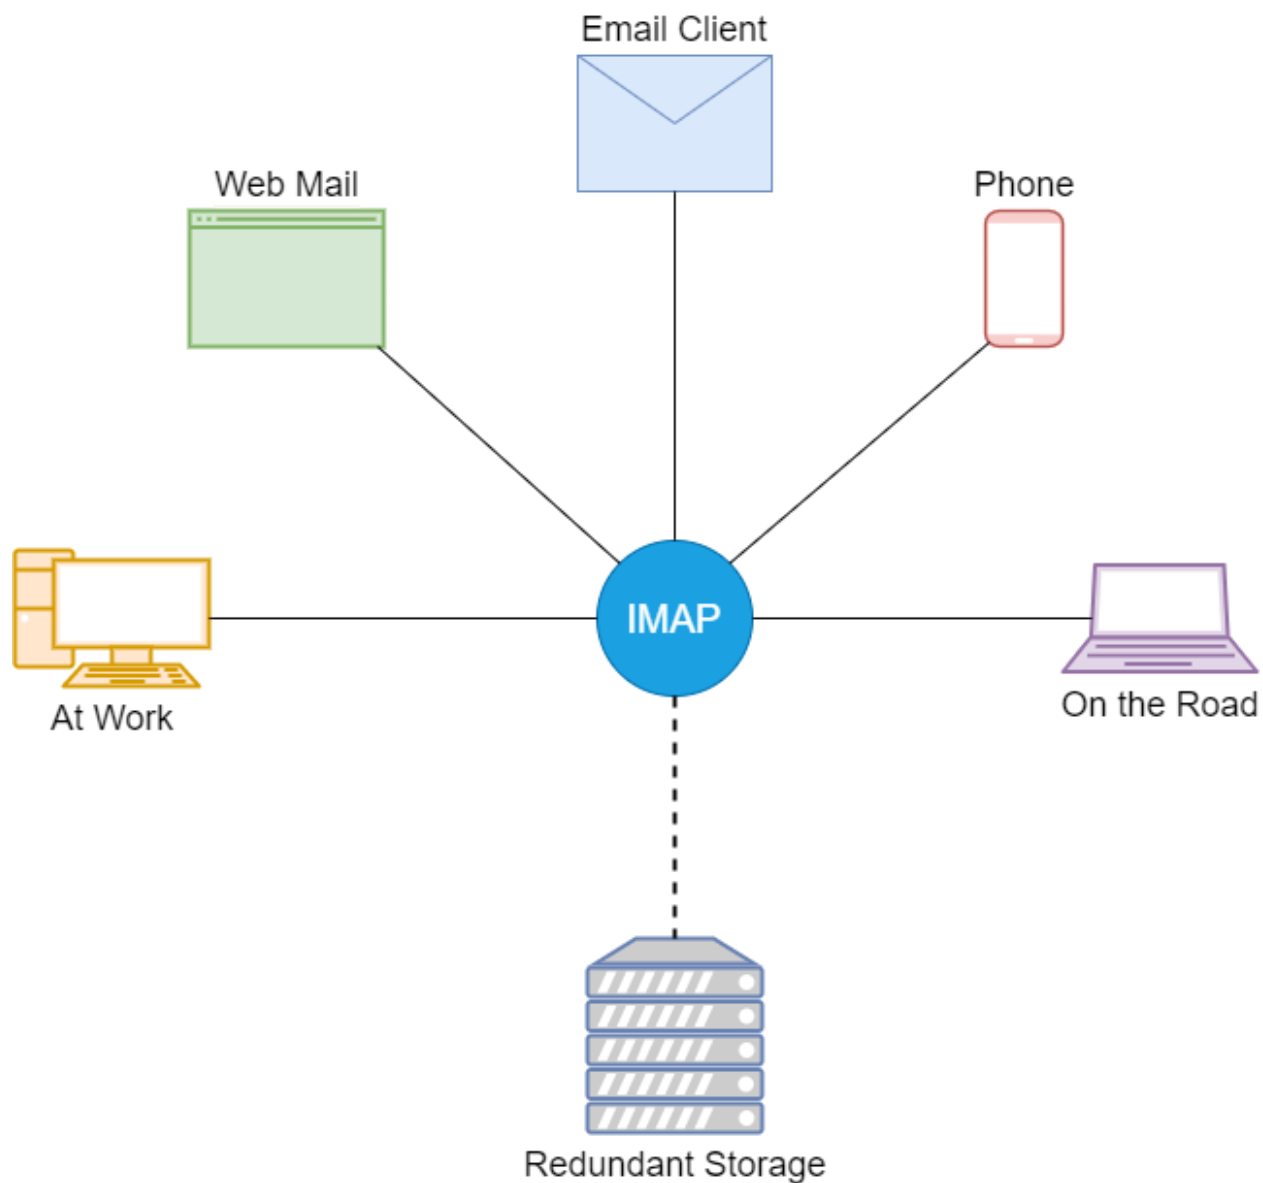 Email Client
Web Mail
Phone
IMAP
At Work
On the Road
Redundant Storage